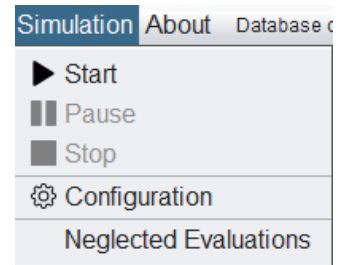 Simulation About Database
Start
Pause
Stop
Configuration
Neglected Evaluations